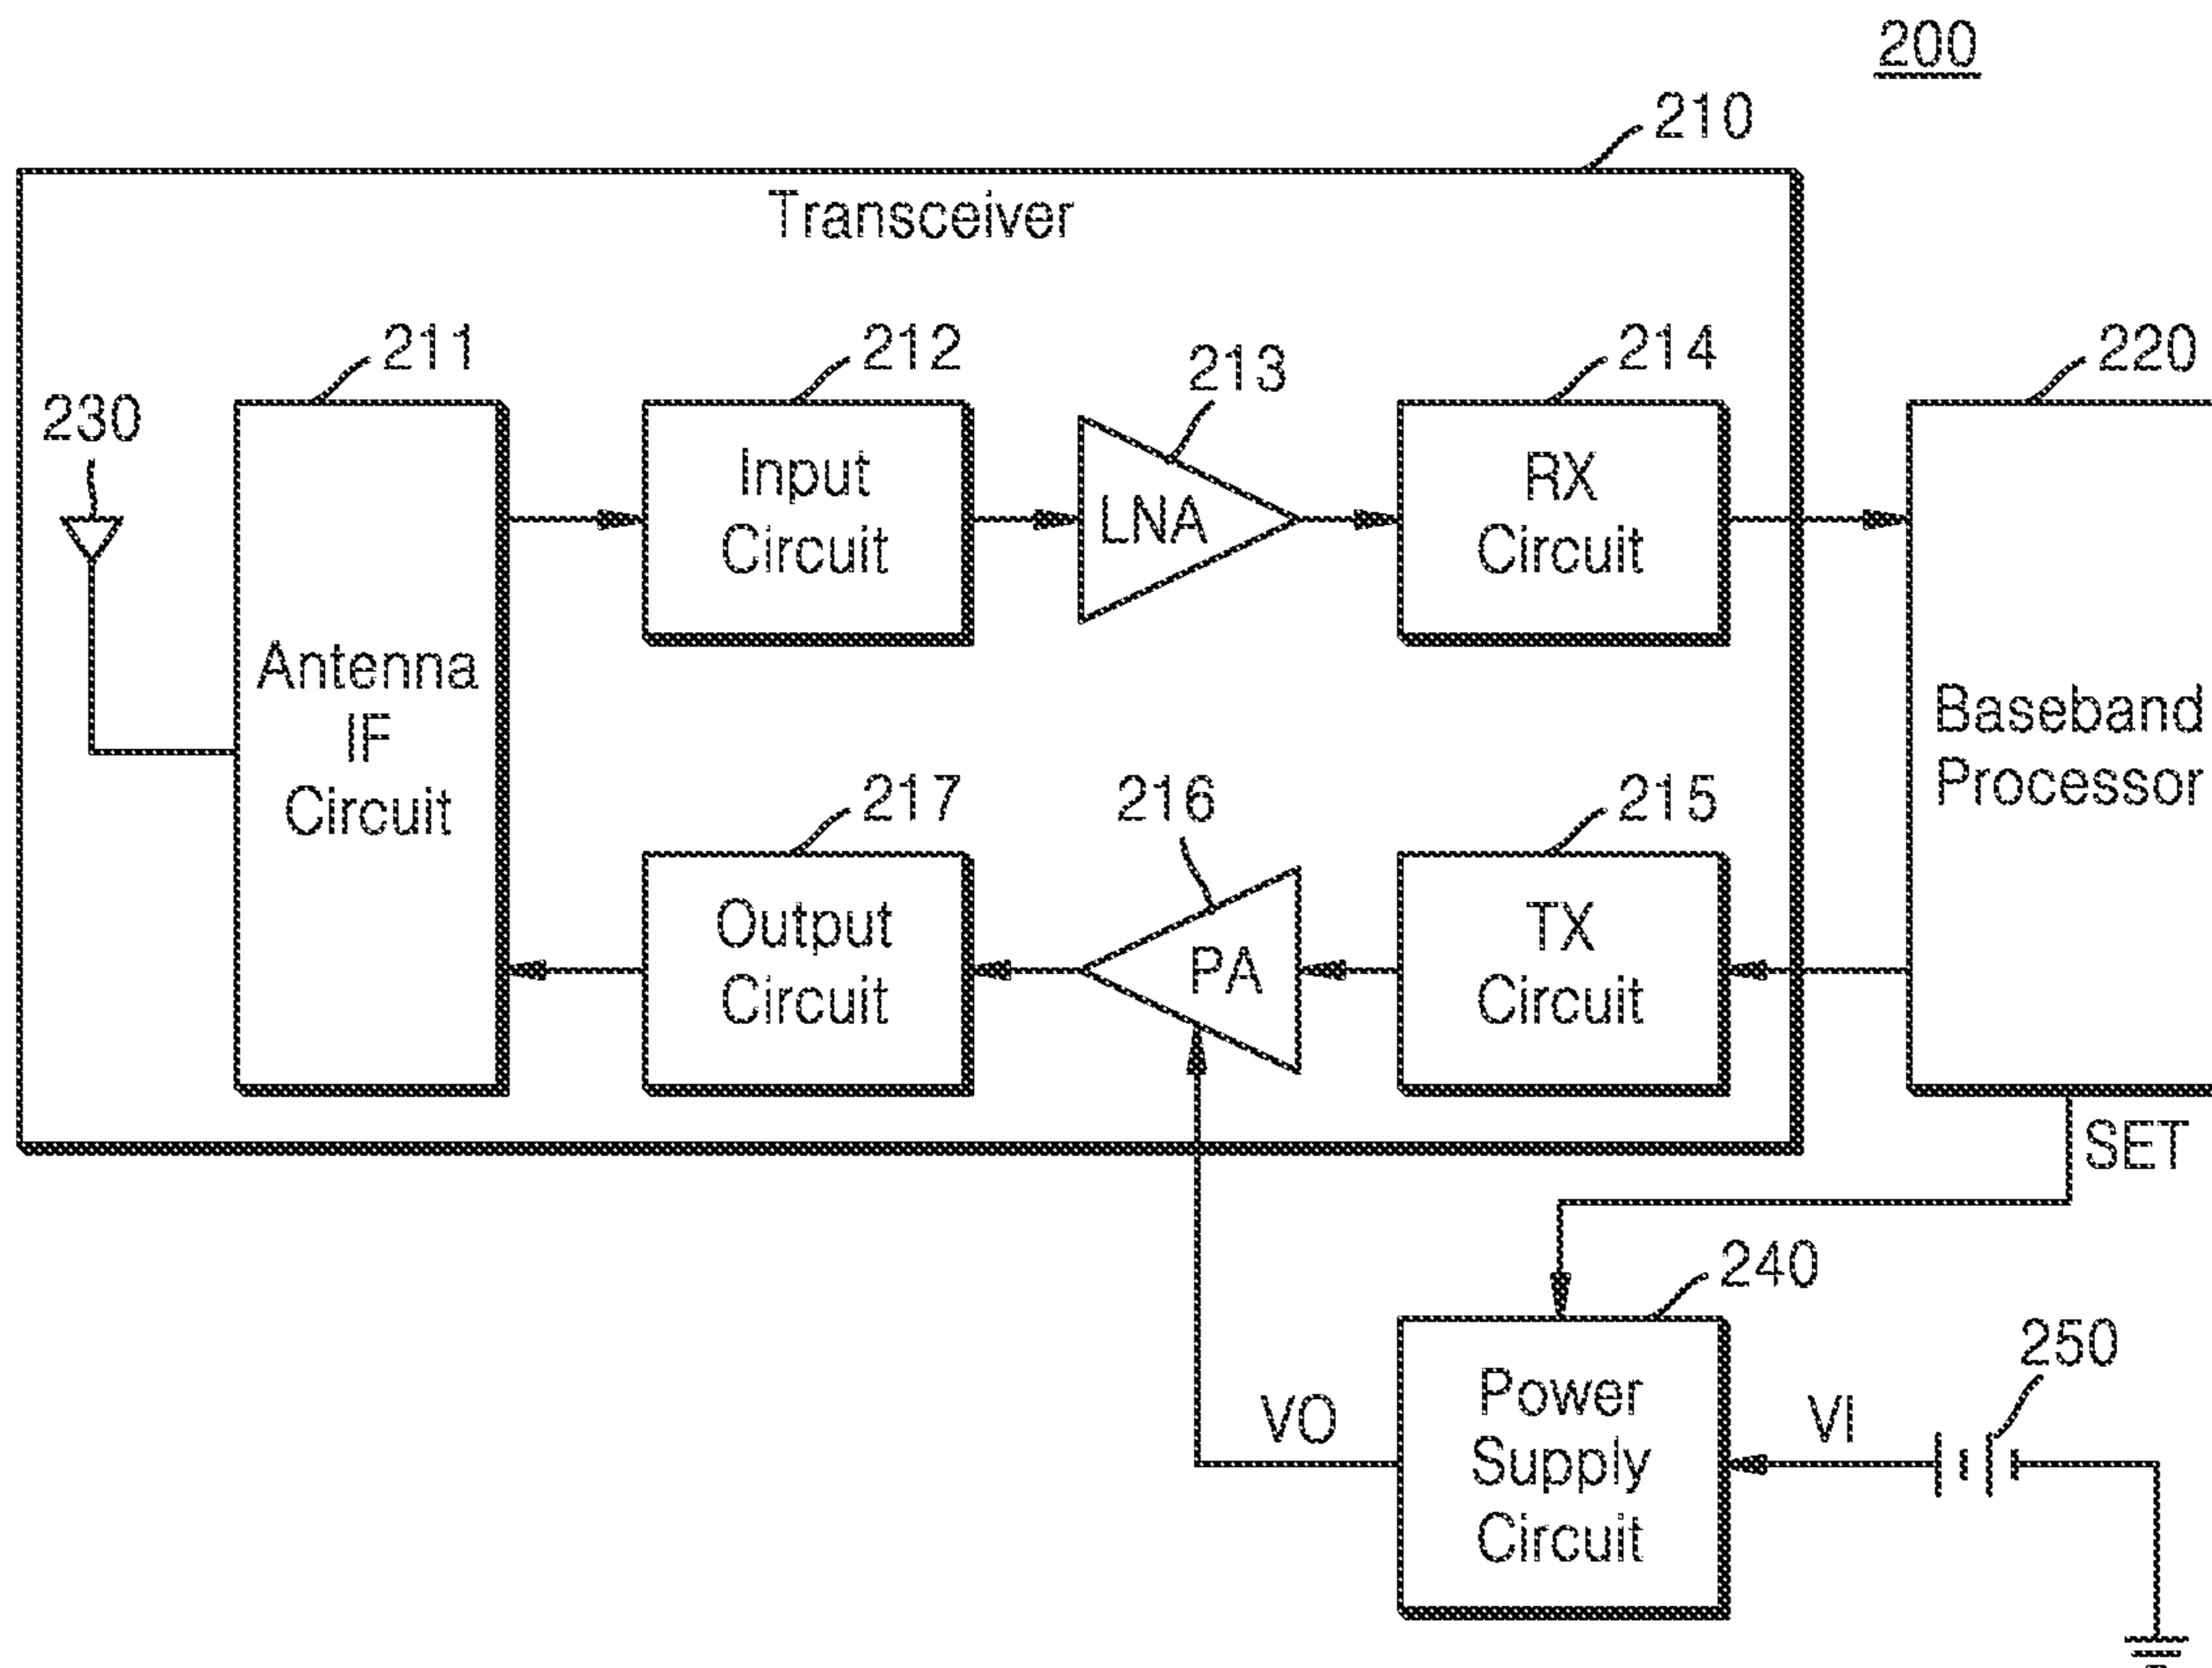 200
210
Transceiver
211
212
213
214
220
230
Input
Circuit
LNA
RX
Circuit
Antenna
IF
Circuit
Baseband
Processor
217
216
215
Output
Circuit
PA
TX
Circuit
SET
240
250
Power
Supply
Circuit
VO
VI